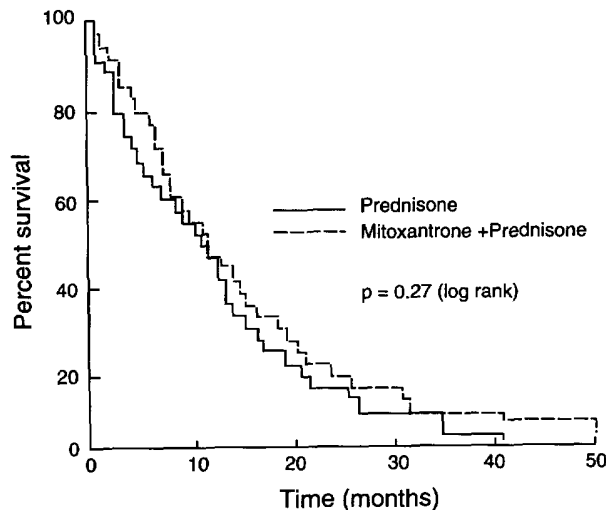 100
80
60
40
20
0
Percent survival
Prednisone
Mitoxantrone +Prednisone
p = 0.27 (log rank)
0 10 20 30 40 50
Time (months)